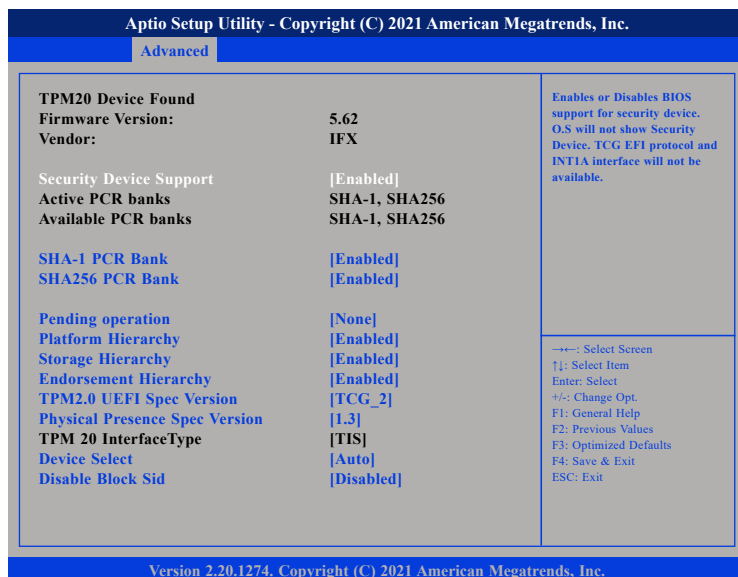 Aptio Setup Utility - Copyright (C) 2021 American Megatrends, Inc.
Advanced
TPM20 Device Found
Firmware Version: 5.62
Vendor: IFX
Security Device Support [Enabled]
Active PCR banks SHA-1, SHA256
Available PCR banks SHA-1, SHA256
SHA-1 PCR Bank [Enabled]
SHA256 PCR Bank [Enabled]
Pending operation [None]
Platform Hierarchy [Enabled]
Storage Hierarchy [Enabled]
Endorsement Hierarchy [Enabled]
TPM2.0 UEFI Spec Version [TCG_2]
Physical Presence Spec Version [1.3]
TPM 20 InterfaceType [TIS]
Device Select [Auto]
Disable Block Sid [Disabled]
Enables or Disables BIOS
support for security device.
O.S will not show Security
Device. TCG EFI protocol and
INT1A interface will not be
available.
→←: Select Screen
↑↓: Select Item
Enter: Select
+/-: Change Opt.
F1: General Help
F2: Previous Values
F3: Optimized Defaults
F4: Save & Exit
ESC: Exit
Version 2.20.1274. Copyright (C) 2021 American Megatrends, Inc.